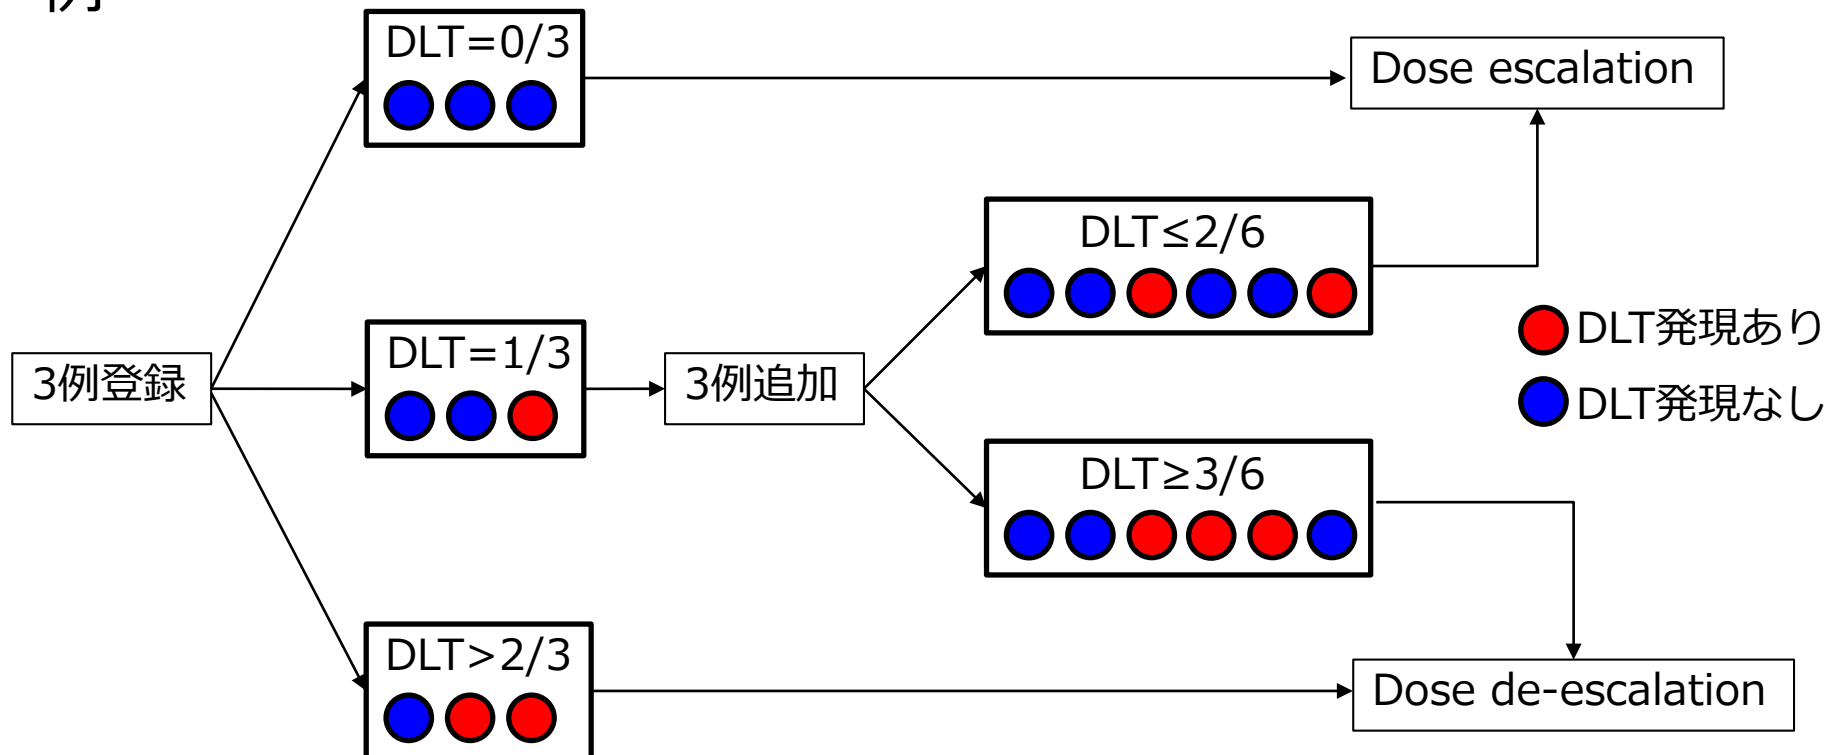 DLT=0/3
Dose escalation
DLT≤2/6
DLT=1/3
3例登録
3例追加
DLT発現あり
DLT発現なし
DLT≥3/6
DLT>2/3
Dose de-escalation